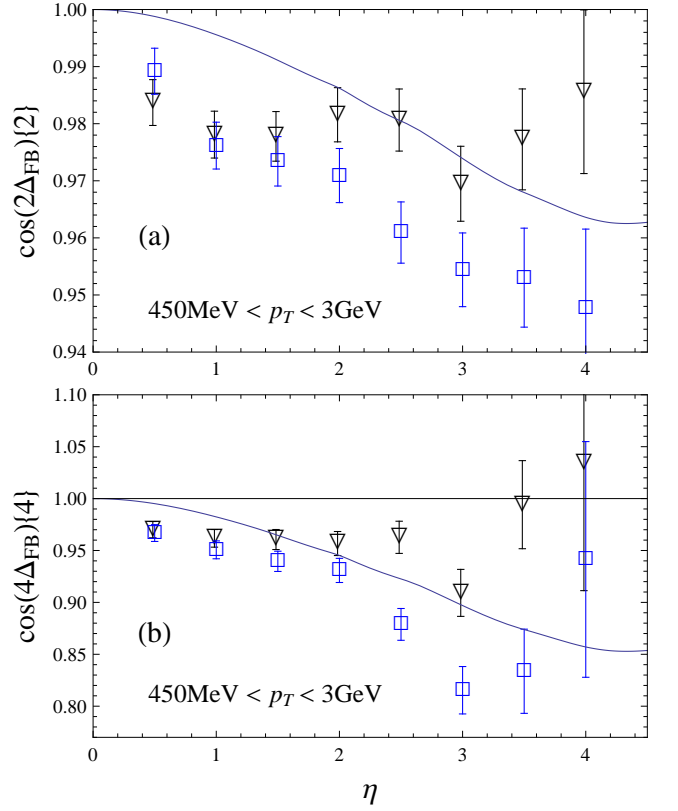 1.00
0.99
0.98
0.97
0.96
0.95
0.94
cos(2Δ_FB){2}
(a)
450MeV < p_T < 3GeV
0 1 2 3 4
1.10
1.05
1.00
0.95
0.90
0.85
0.80
cos(4Δ_FB){4}
(b)
450MeV < p_T < 3GeV
0 1 2 3 4
η